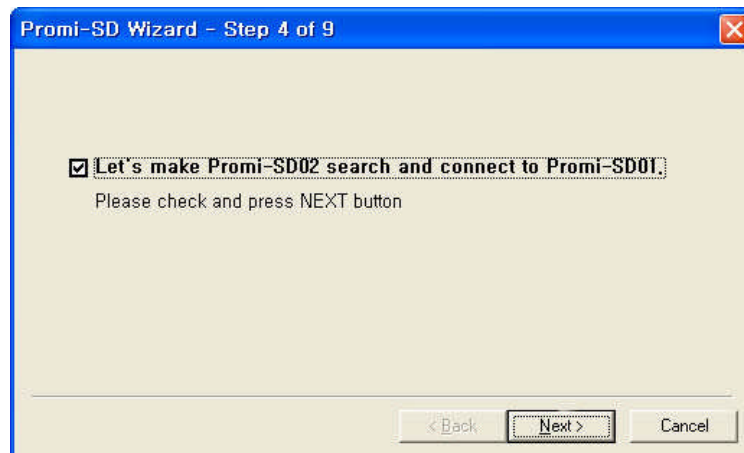 Promi-SD Wizard - Step 4 of 9
Let's make Promi-SD02 search and connect to Promi-SD01.
Please check and press NEXT button
< Back
Next >
Cancel